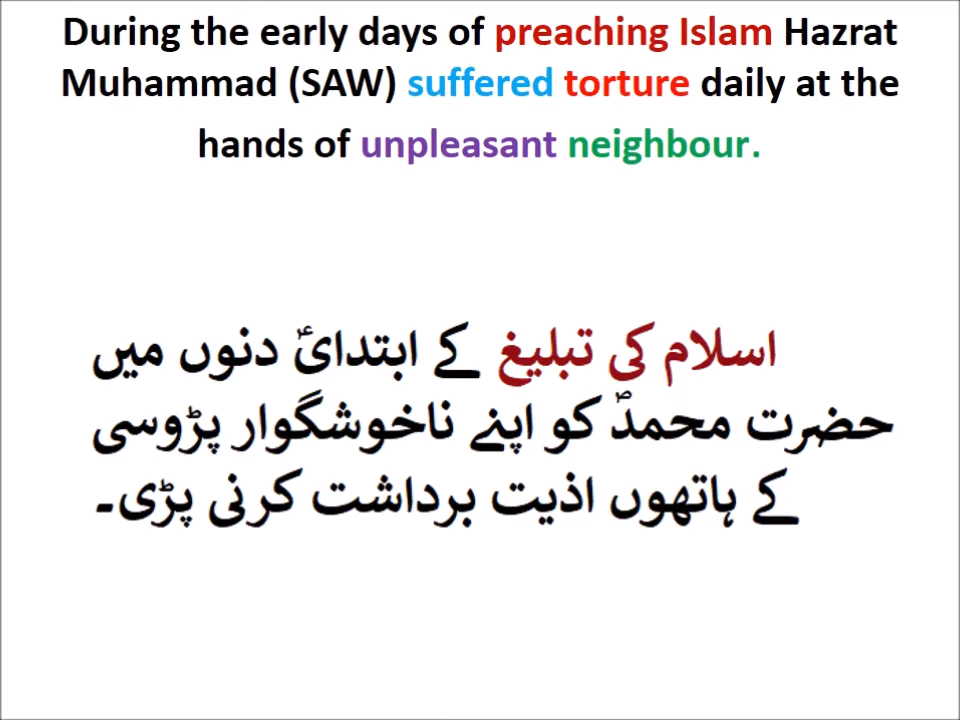 During the early days of preaching Islam Hazrat
Muhammad (SAW) suffered torture daily at the
hands of unpleasant neighbour.
اسلام کی تبلیغ کے ابتدائ دنوں میں
حضرت محمدؐ کو اپنے ناخوشگوار پڑوسی
کے ہاتھوں اذیت برداشت کرنی پڑی۔